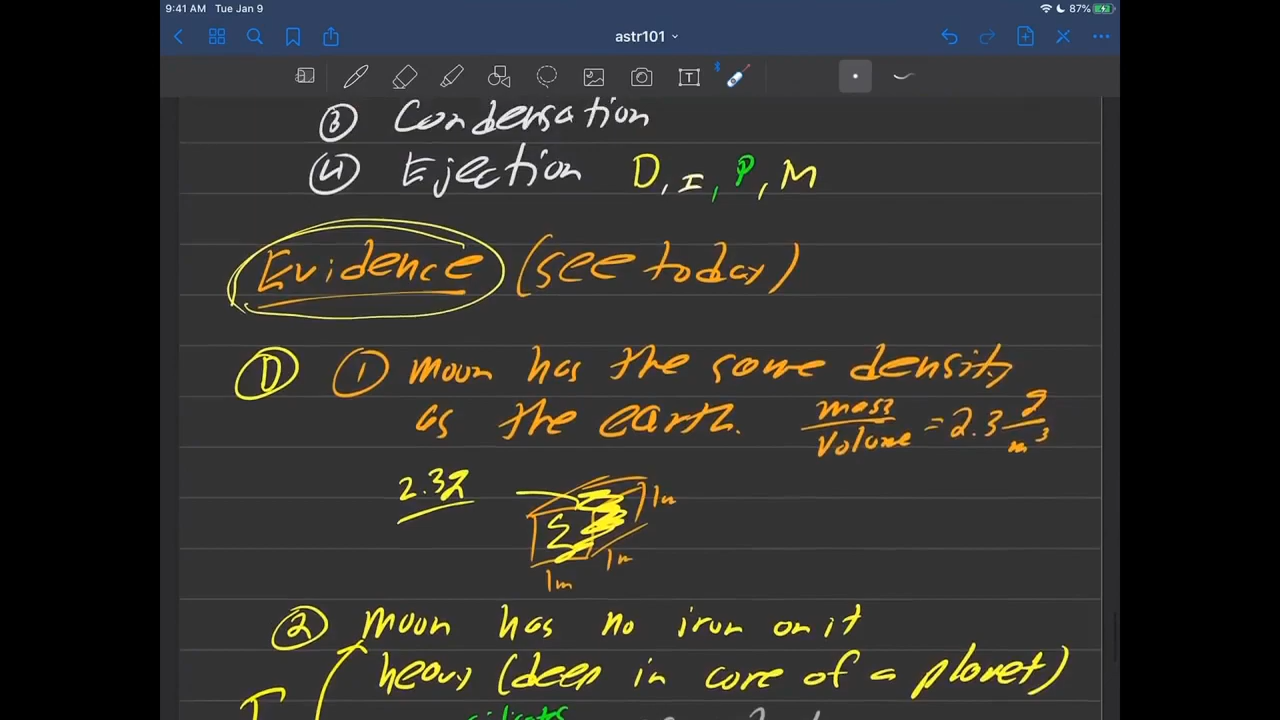 9:41 AM Tue Jan 9 87%
astr101
③ Condensation
④ Ejection D, I, P, M
Evidence (see today)
D ① Moon has the same density
as the earth. mass/Volume = 2.3 g/m³
2.3g
1m
1m
1m
② Moon has no iron on it
heavy (deep in core of a planet)
I
silicates